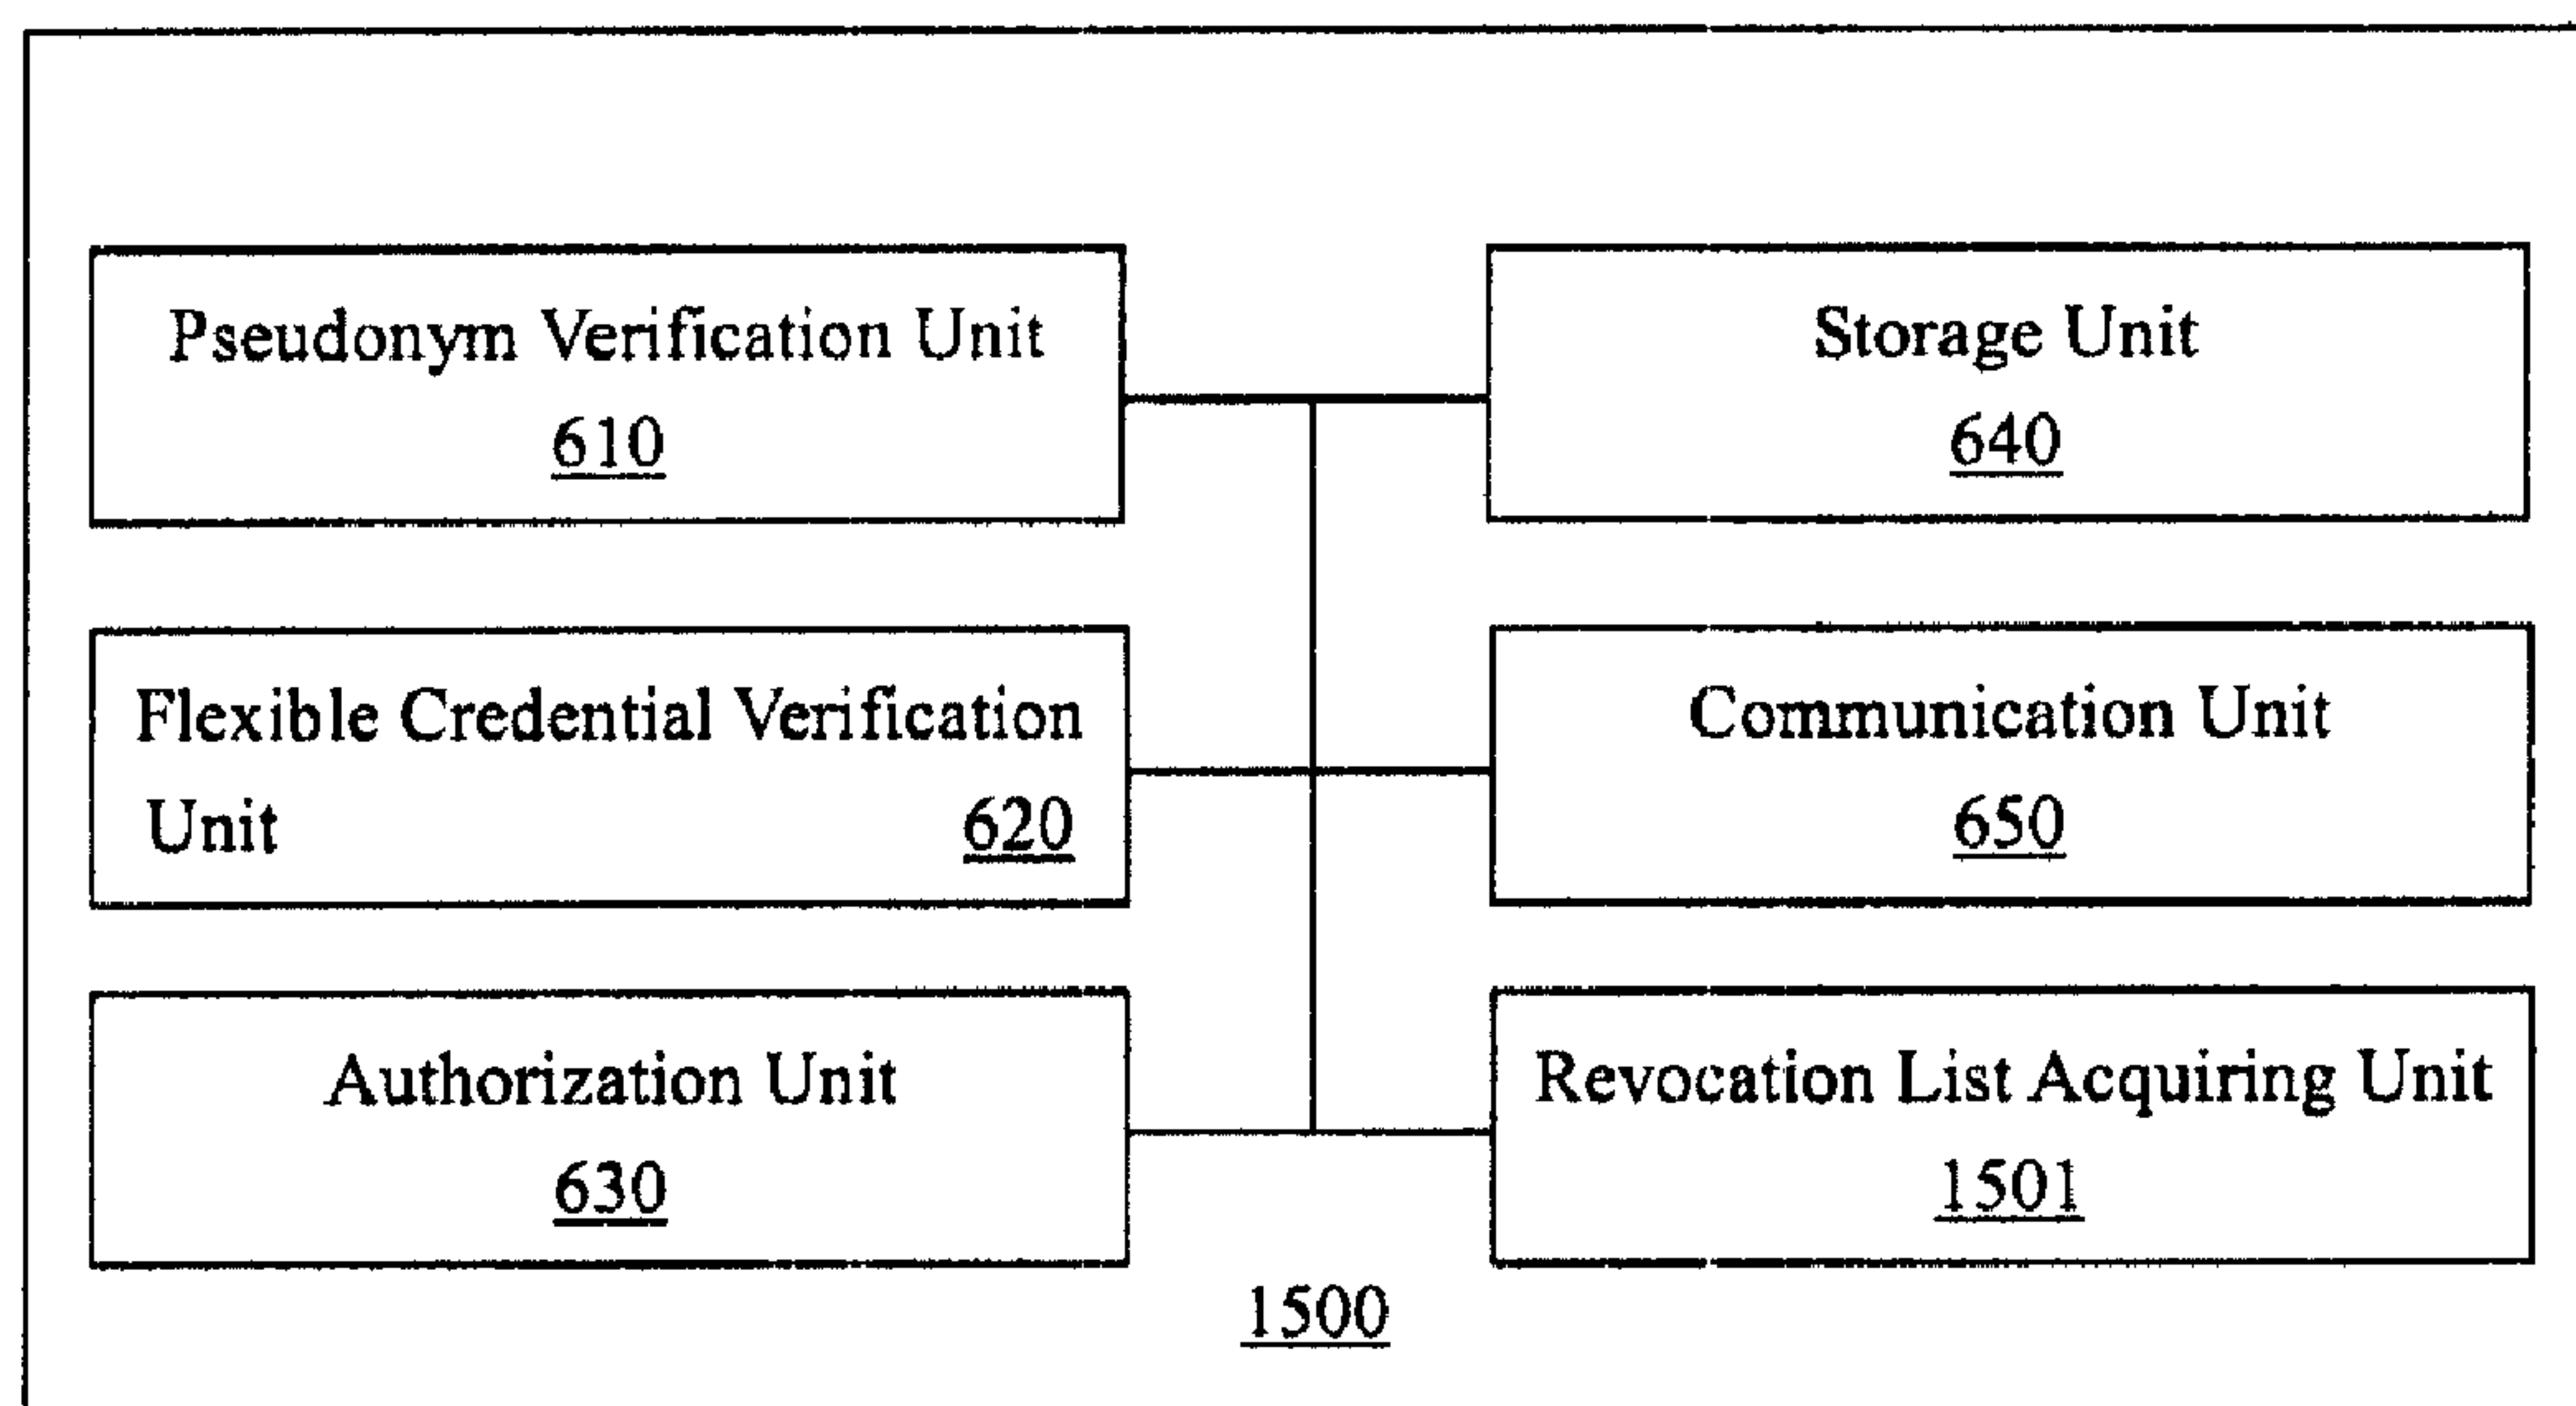 Pseudonym Verification Unit
610
Storage Unit
640
Flexible Credential Verification
Unit 620
Communication Unit
650
Authorization Unit
630
Revocation List Acquiring Unit
1501
1500